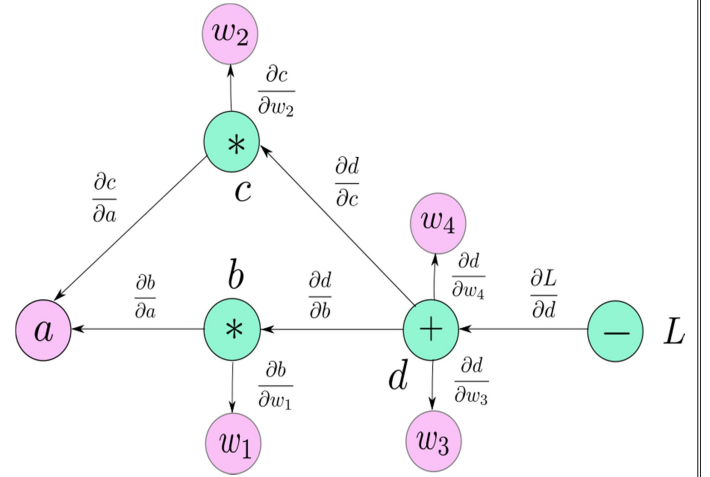 w₂
∂c/∂w₂
*
c
∂c/∂a
∂d/∂c
w₄
∂d/∂w₄
∂L/∂d
b
∂b/∂a
∂d/∂b
a
*
+
−
L
d
∂b/∂w₁
∂d/∂w₃
w₁
w₃